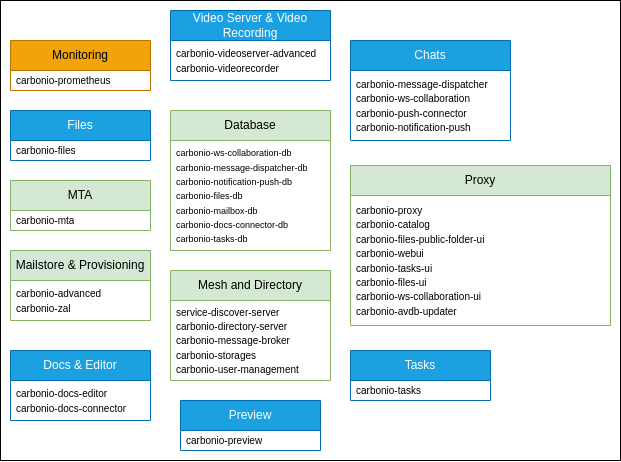 Monitoring
carbonio-prometheus
Files
carbonio-files
MTA
carbonio-mta
Mailstore & Provisioning
carbonio-advanced
carbonio-zal
Docs & Editor
carbonio-docs-editor
carbonio-docs-connector
Video Server & Video
Recording
carbonio-videoserver-advanced
carbonio-videorecorder
Database
carbonio-ws-collaboration-db
carbonio-message-dispatcher-db
carbonio-notification-push-db
carbonio-files-db
carbonio-mailbox-db
carbonio-docs-connector-db
carbonio-tasks-db
Mesh and Directory
service-discover-server
carbonio-directory-server
carbonio-message-broker
carbonio-storages
carbonio-user-management
Preview
carbonio-preview
Chats
carbonio-message-dispatcher
carbonio-ws-collaboration
carbonio-push-connector
carbonio-notification-push
Proxy
carbonio-proxy
carbonio-catalog
carbonio-files-public-folder-ui
carbonio-webui
carbonio-tasks-ui
carbonio-files-ui
carbonio-ws-collaboration-ui
carbonio-avdb-updater
Tasks
carbonio-tasks